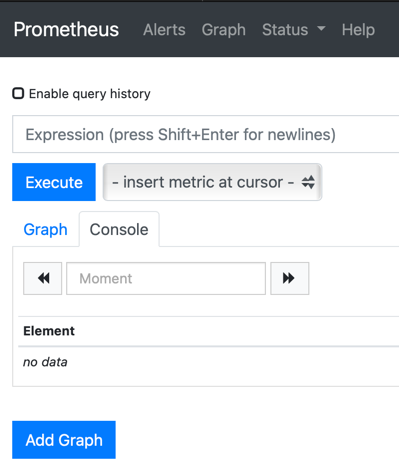 Prometheus Alerts Graph Status Help
Enable query history
Expression (press Shift+Enter for newlines)
Execute - insert metric at cursor -
Graph Console
Moment
Element
no data
Add Graph